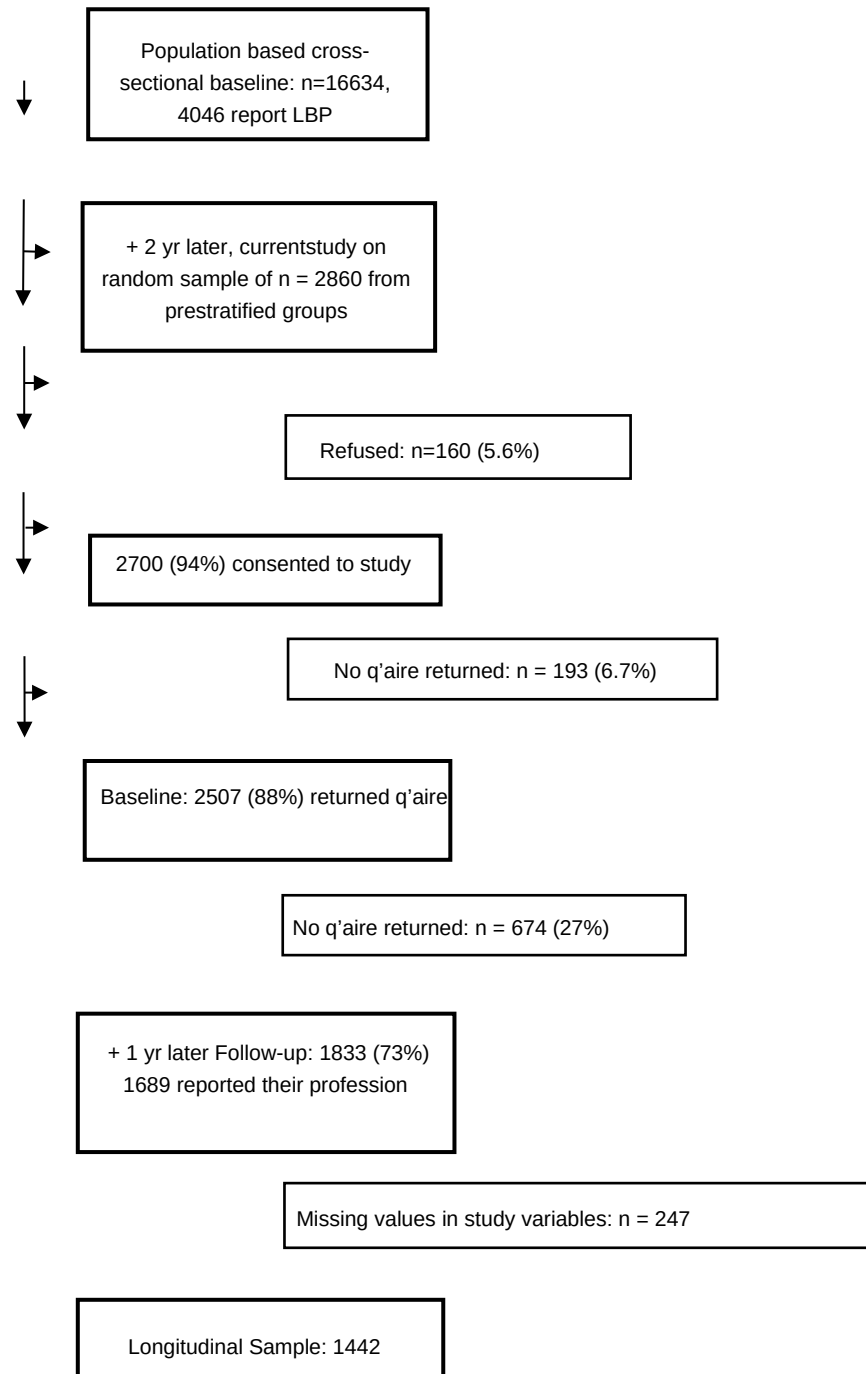 Population based cross-
sectional baseline: n=16634,
4046 report LBP
+ 2 yr later, currentstudy on
random sample of n = 2860 from
prestratified groups
Refused: n=160 (5.6%)
2700 (94%) consented to study
No q’aire returned: n = 193 (6.7%)
Baseline: 2507 (88%) returned q’aire
No q’aire returned: n = 674 (27%)
+ 1 yr later Follow-up: 1833 (73%)
1689 reported their profession
Missing values in study variables: n = 247
Longitudinal Sample: 1442